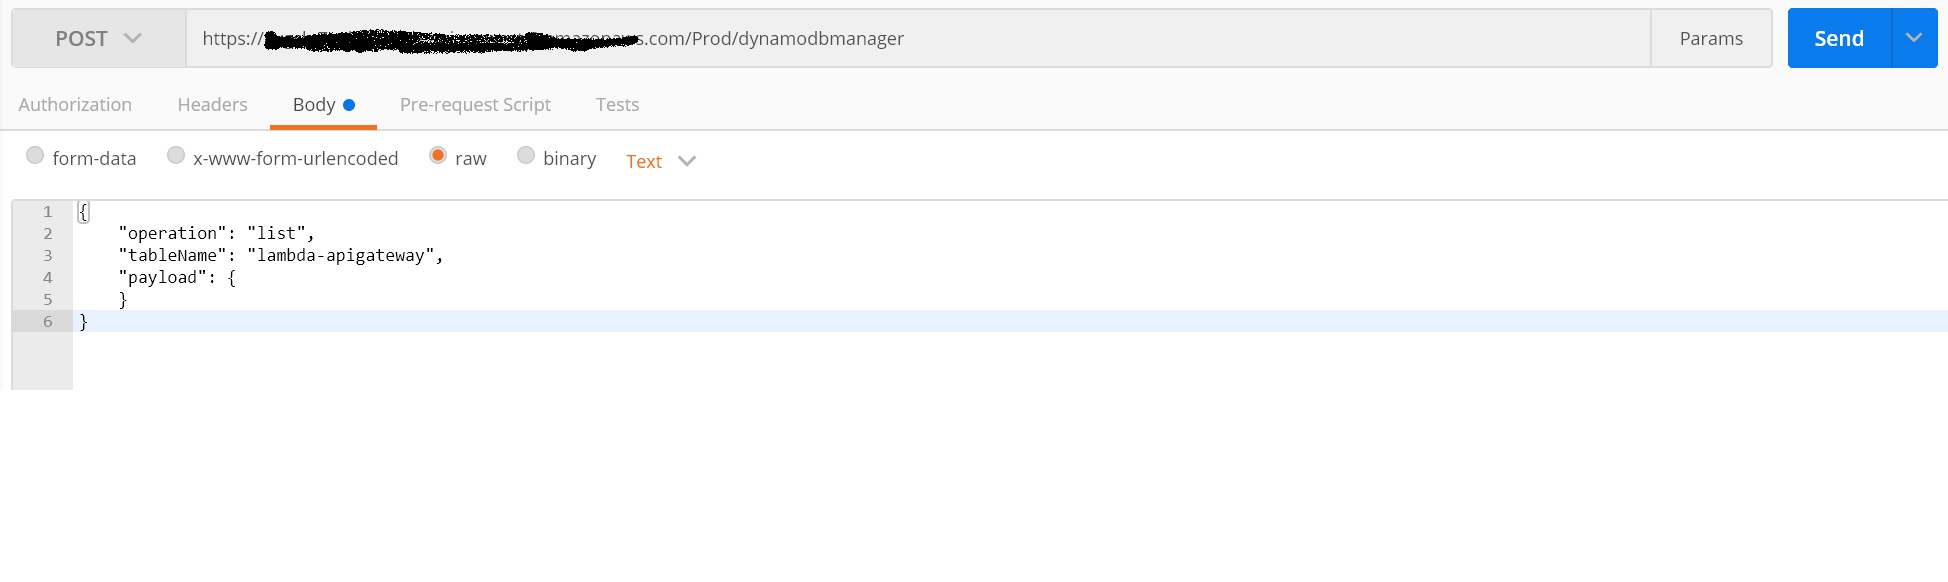 POST https:// s.com/Prod/dynamodbmanager Params Send
Authorization Headers Body Pre-request Script Tests
form-data x-www-form-urlencoded raw binary Text
1 {
2 "operation": "list",
3 "tableName": "lambda-apigateway",
4 "payload": {
5 }
6 }